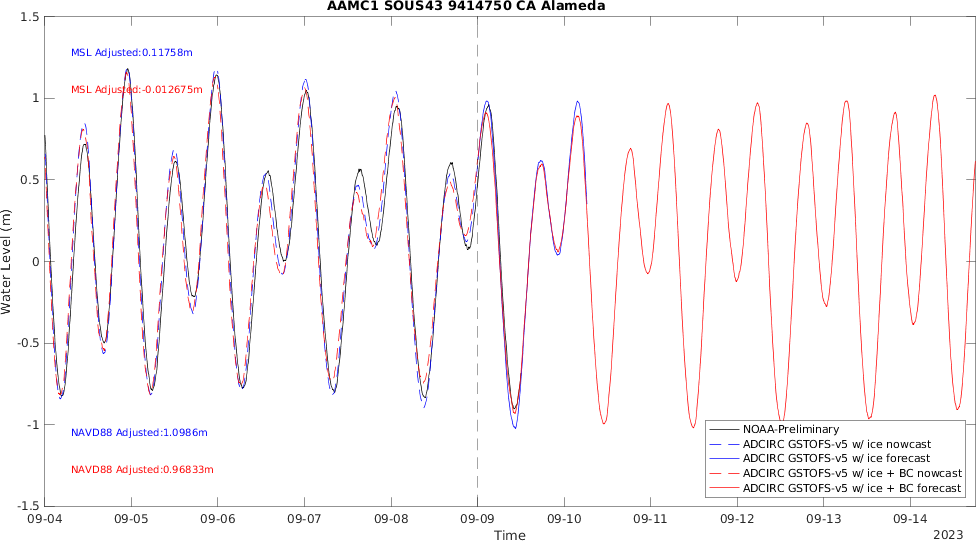 AAMC1 SOUS43 9414750 CA Alameda
1.5
1
0.5
0
-0.5
-1
-1.5
Water Level (m)
MSL Adjusted:0.11758m
MSL Adjusted:-0.012675m
NAVD88 Adjusted:1.0986m
NAVD88 Adjusted:0.96833m
NOAA-Preliminary
ADCIRC GSTOFS-v5 w/ ice nowcast
ADCIRC GSTOFS-v5 w/ ice forecast
ADCIRC GSTOFS-v5 w/ ice + BC nowcast
ADCIRC GSTOFS-v5 w/ ice + BC forecast
09-04 09-05 09-06 09-07 09-08 09-09 09-10 09-11 09-12 09-13 09-14
Time
2023